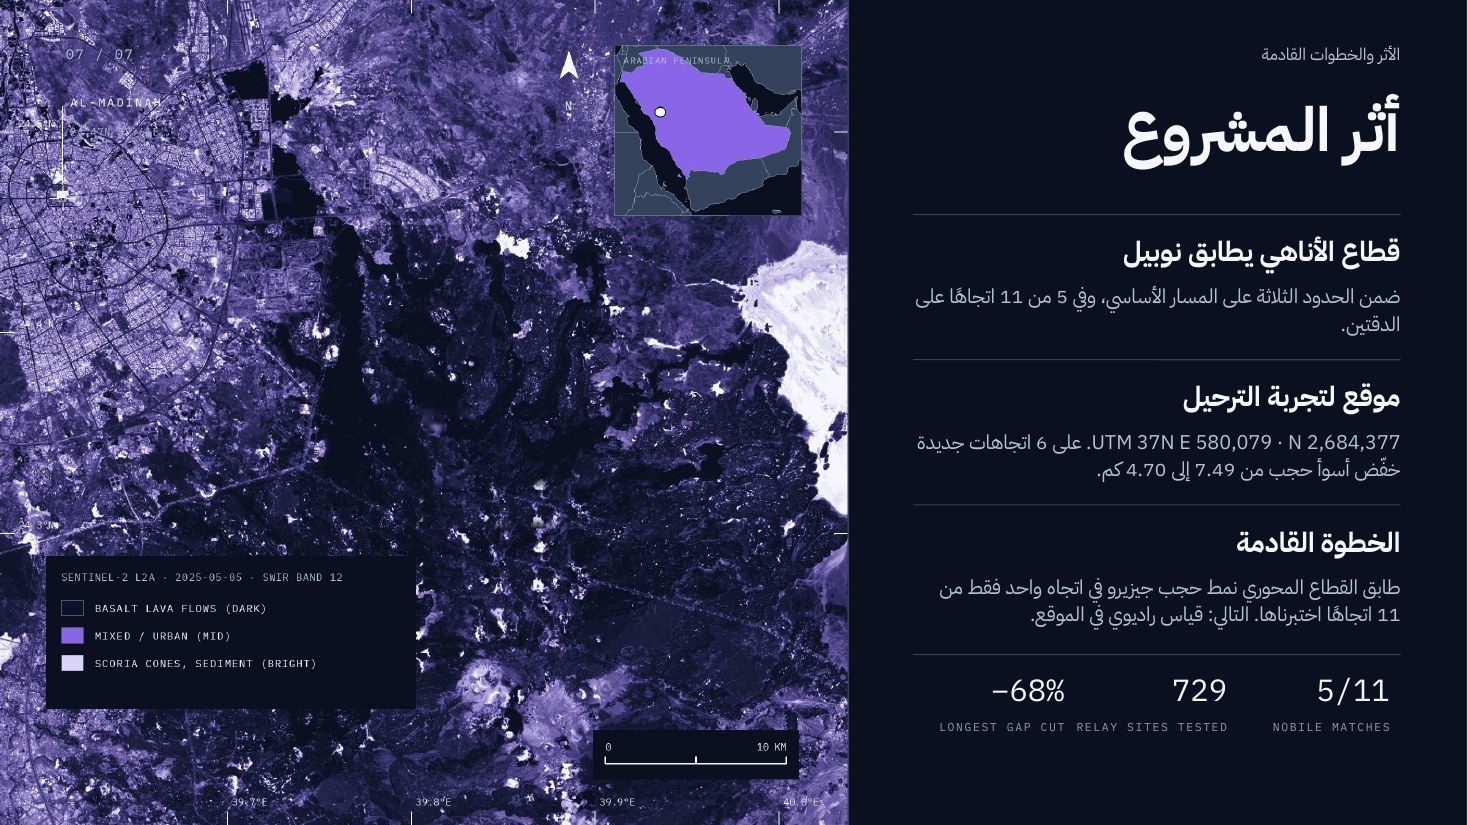 الأثر والخطوات القادمة
أثر المشروع
قطاع الأناهي يطابق نوبيل
ضمن الحدود الثلاثة على المسار الأساسي، وفي 5 من 11 اتجاهًا على
الدقتين.
موقع لتجربة الترحيل
UTM 37N E 580,079 · N 2,684,377. على 6 اتجاهات جديدة
خفّض أسوأ حجب من 7.49 إلى 4.70 كم.
الخطوة القادمة
طابق القطاع المحوري نمط حجب جيزيرو في اتجاه واحد فقط من
11 اتجاهًا اختبرناها. التالي: قياس راديوي في الموقع.
5/11
NOBILE MATCHES
729
RELAY SITES TESTED
−68%
LONGEST GAP CUT
07 / 07
AL-MADINAH
ARABIAN PENINSULA
N
SENTINEL-2 L2A · 2025-05-05 · SWIR BAND 12
BASALT LAVA FLOWS (DARK)
MIXED / URBAN (MID)
SCORIA CONES, SEDIMENT (BRIGHT)
0 10 KM
24.3°N
39.7°E
39.8°E
39.9°E
40.0°E